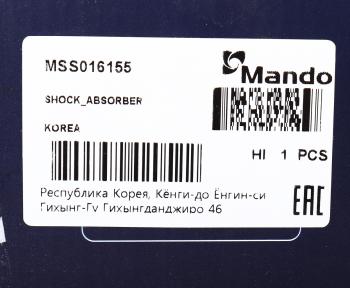 MSS016155
Mando
SHOCK_ABSORBER
KOREA
HI 1 PCS
Республика Корея, Кёнги-до Ёнгин-си
Гихынг-Гу Гихынгданджиро 46
EAC